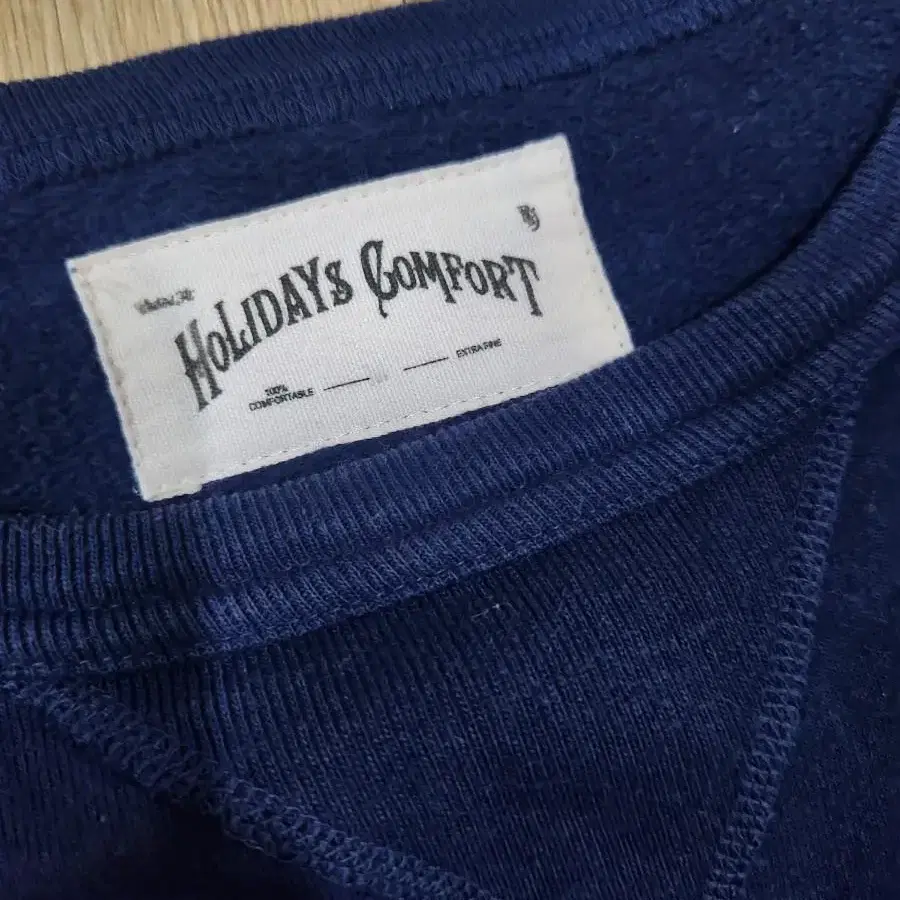 HOLIDAYS COMFORT
100% COMFORTABLE
EXTRA FINE